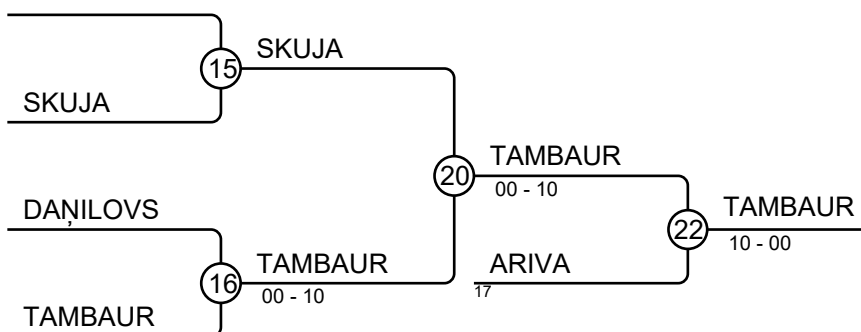 SKUJA
15
SKUJA
TAMBAUR
20
00 - 10
DAŅILOVS
TAMBAUR
22
10 - 00
TAMBAUR
16
00 - 10
ARIVA
17
TAMBAUR